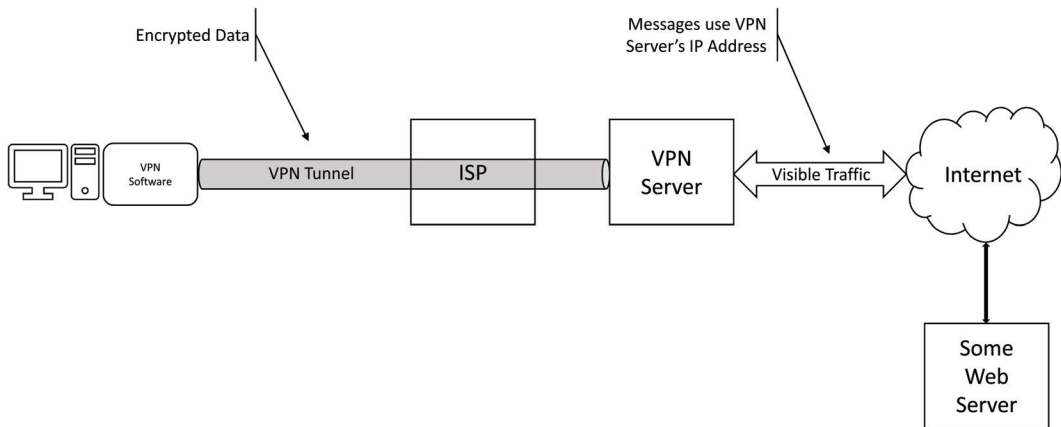 Encrypted Data
Messages use VPN
Server's IP Address
VPN
Software
VPN Tunnel
ISP
VPN
Server
Visible Traffic
Internet
Some
Web
Server